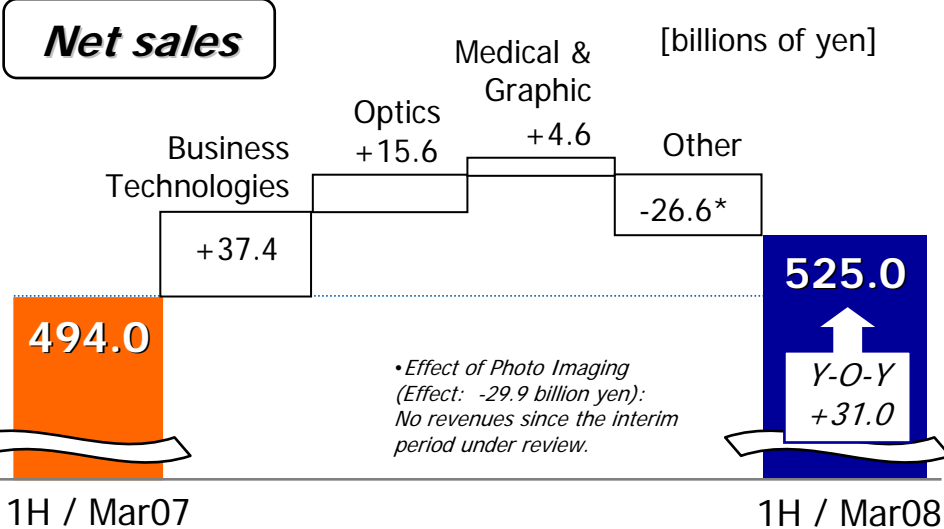 Net sales
[billions of yen]
Medical &
Graphic
+4.6
Optics
+15.6
Other
-26.6*
Business
Technologies
+37.4
494.0
525.0
Y-O-Y
+31.0
•Effect of Photo Imaging
(Effect: -29.9 billion yen):
No revenues since the interim
period under review.
1H / Mar07
1H / Mar08